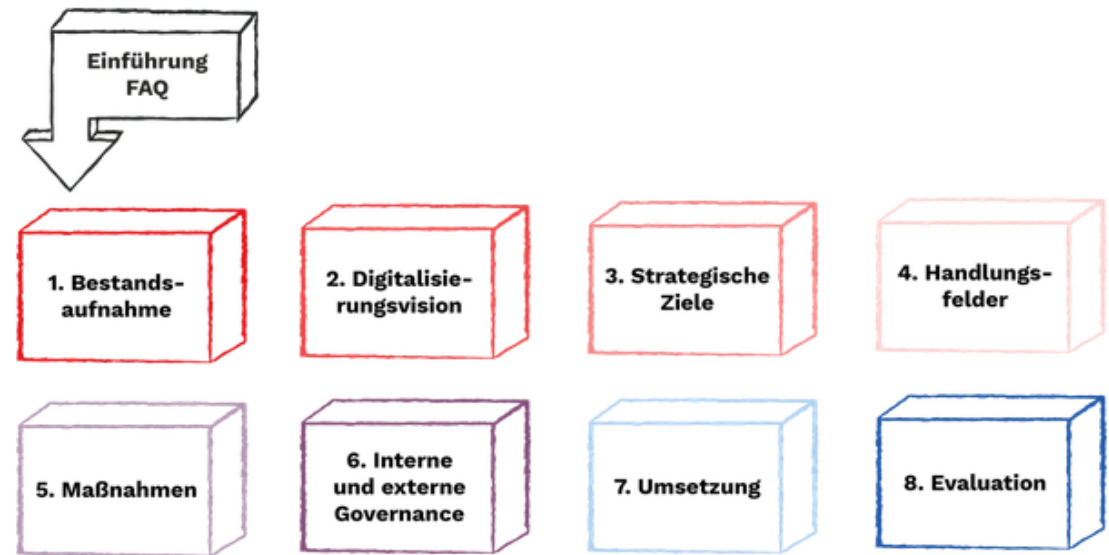 Einführung
FAQ
1. Bestands-
aufnahme
2. Digitalisie-
rungsvision
3. Strategische
Ziele
4. Handlungs-
felder
5. Maßnahmen
6. Interne
und externe
Governance
7. Umsetzung
8. Evaluation